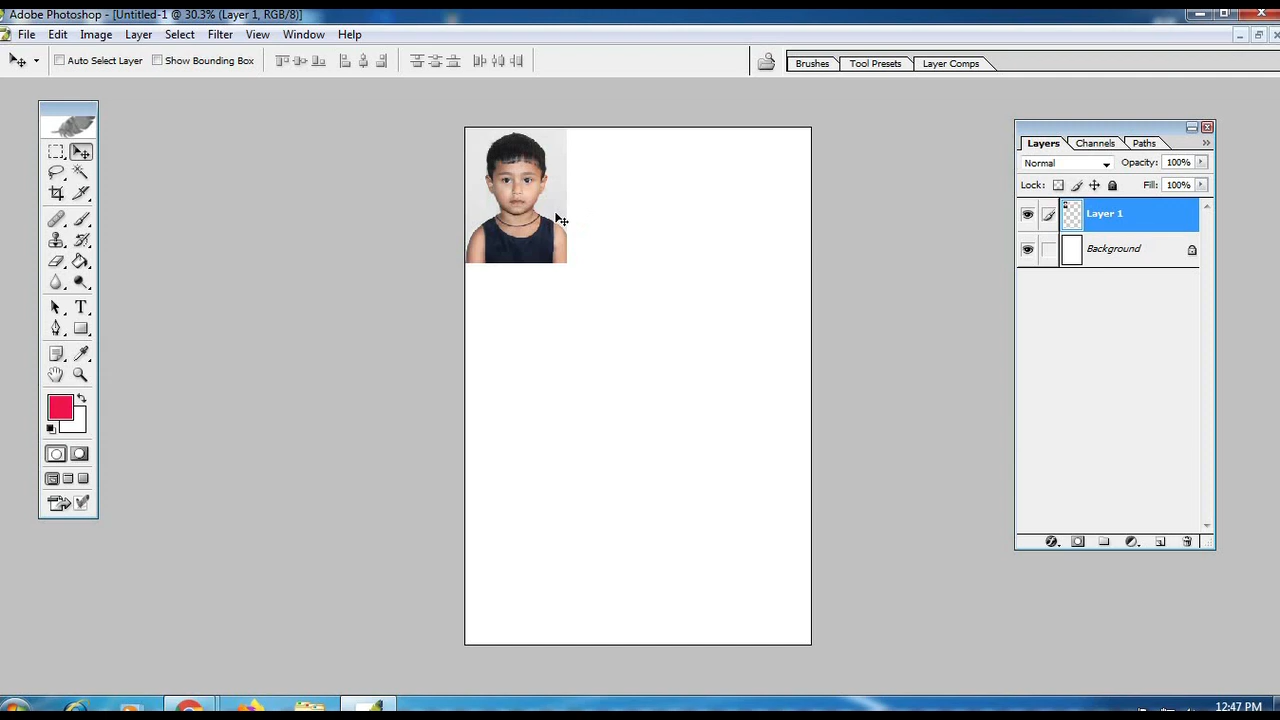 Adobe Photoshop - [Untitled-1 @ 30.3% (Layer 1, RGB/8)]
File Edit Image Layer Select Filter View Window Help
Auto Select Layer Show Bounding Box Brushes Tool Presets Layer Comps
Layers Channels Paths
Normal Opacity: 100%
Lock: Fill: 100%
Layer 1
Background
T
12:47 PM